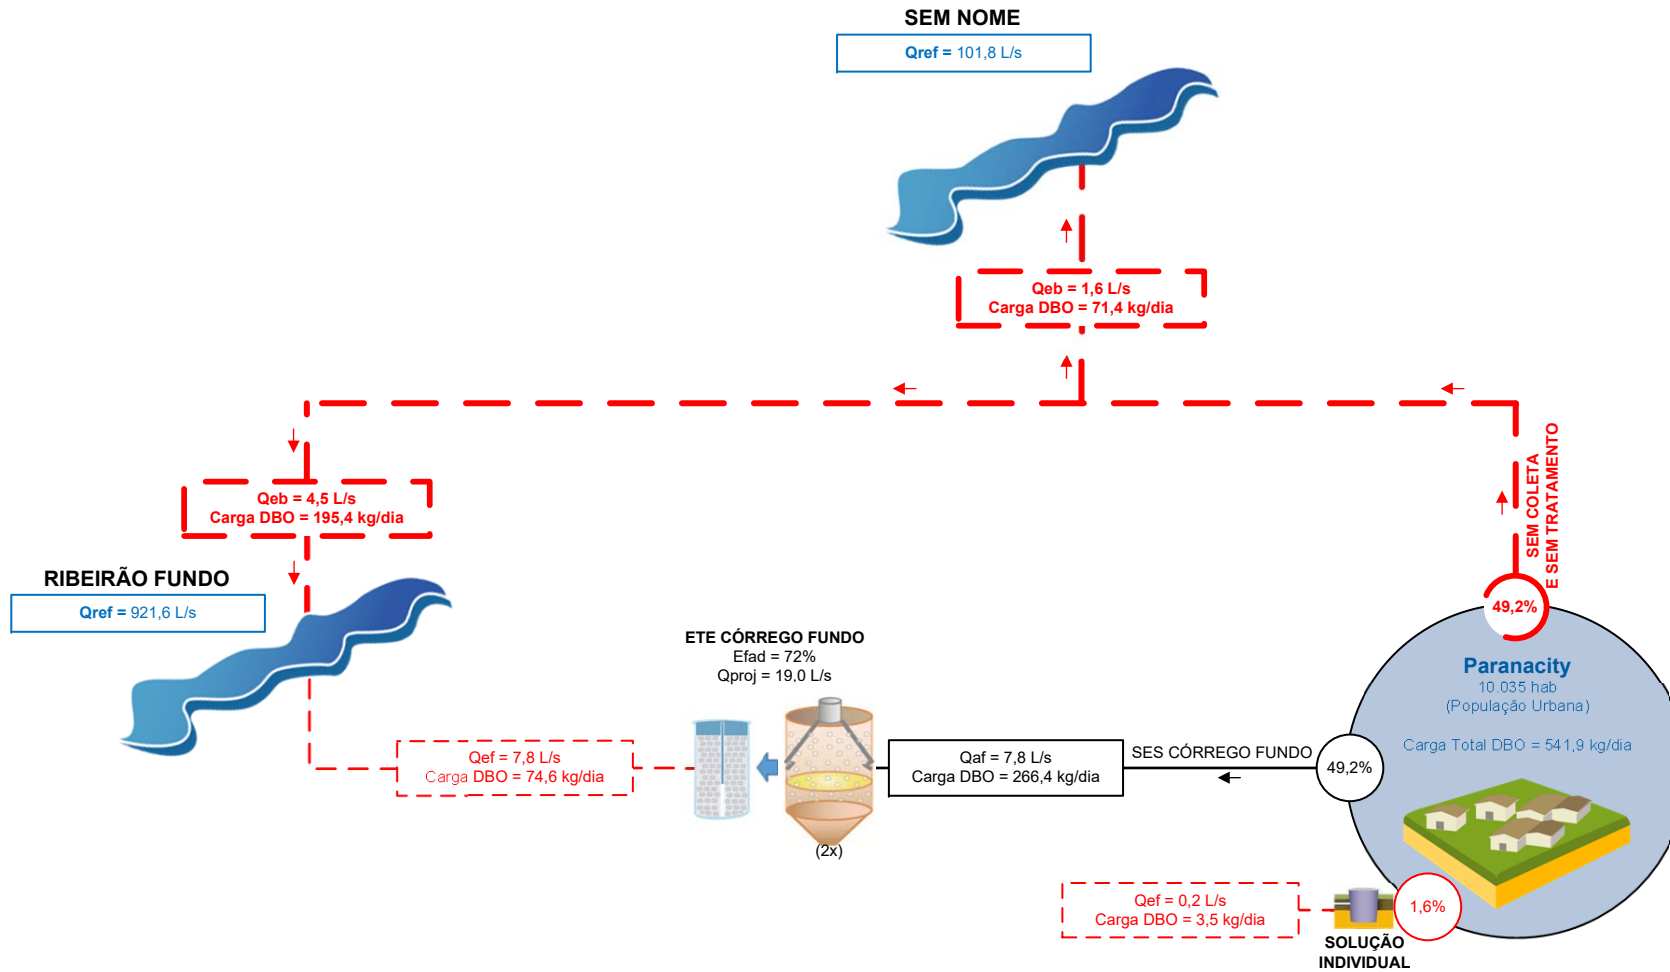 SEM NOME
Qref = 101,8 L/s
Qeb = 1,6 L/s
Carga DBO = 71,4 kg/dia
SEM COLETA
E SEM TRATAMENTO
Qeb = 4,5 L/s
Carga DBO = 195,4 kg/dia
RIBEIRÃO FUNDO
Qref = 921,6 L/s
49,2%
ETE CÓRREGO FUNDO
Efad = 72%
Qproj = 19,0 L/s
Paranacity
10.035 hab
(População Urbana)
Carga Total DBO = 541,9 kg/dia
Qef = 7,8 L/s
Carga DBO = 74,6 kg/dia
Qaf = 7,8 L/s
Carga DBO = 266,4 kg/dia
SES CÓRREGO FUNDO
49,2%
(2x)
Qef = 0,2 L/s
Carga DBO = 3,5 kg/dia
1,6%
SOLUÇÃO
INDIVIDUAL